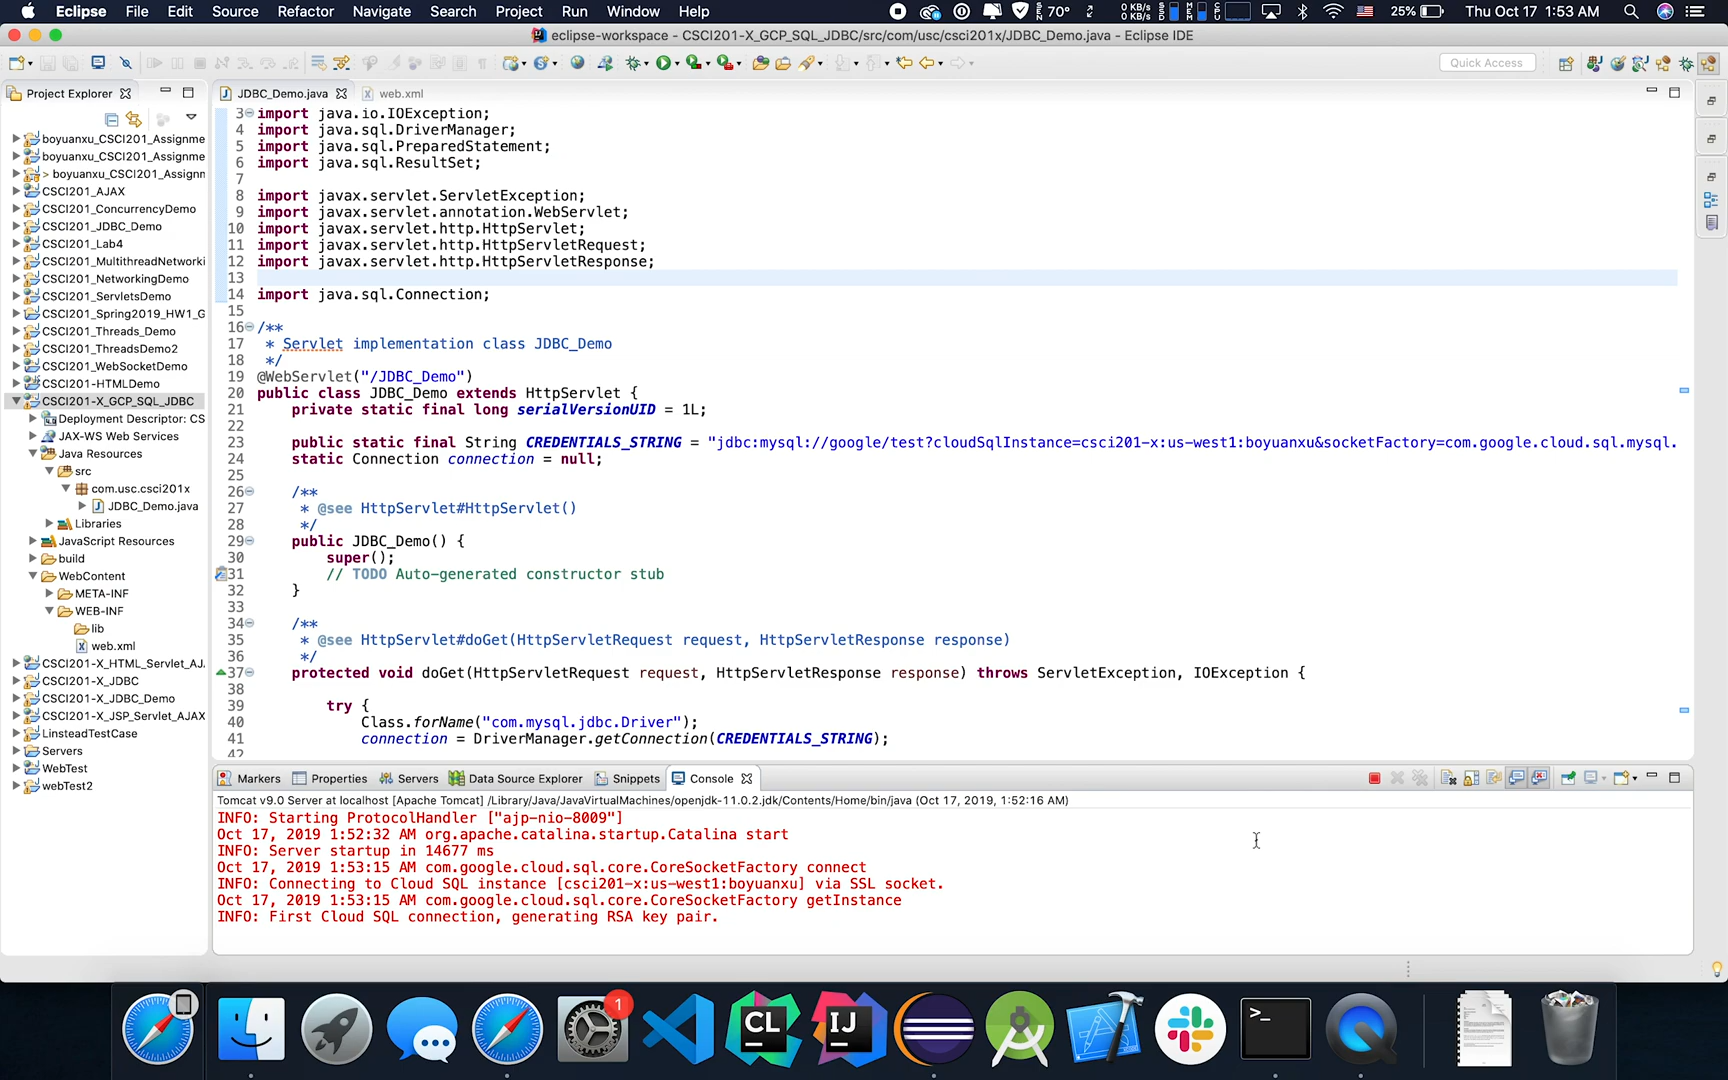 Eclipse File Edit Source Refactor Navigate Search Project Run Window Help 70° 0 KB/s 0 KB/s 25% Thu Oct 17 1:53 AM
eclipse-workspace - CSCI201-X_GCP_SQL_JDBC/src/com/usc/csci201x/JDBC_Demo.java - Eclipse IDE
Quick Access
Project Explorer
boyuanxu_CSCI201_Assignme
boyuanxu_CSCI201_Assignme
> boyuanxu_CSCI201_Assignn
CSCI201_AJAX
CSCI201_ConcurrencyDemo
CSCI201_JDBC_Demo
CSCI201_Lab4
CSCI201_MultithreadNetworki
CSCI201_NetworkingDemo
CSCI201_ServletsDemo
CSCI201_Spring2019_HW1_G
CSCI201_Threads_Demo
CSCI201_ThreadsDemo2
CSCI201_WebSocketDemo
CSCI201-HTMLDemo
CSCI201-X_GCP_SQL_JDBC
Deployment Descriptor: CS
JAX-WS Web Services
Java Resources
src
com.usc.csci201x
JDBC_Demo.java
Libraries
JavaScript Resources
build
WebContent
META-INF
WEB-INF
lib
web.xml
CSCI201-X_HTML_Servlet_AJ
CSCI201-X_JDBC
CSCI201-X_JDBC_Demo
CSCI201-X_JSP_Servlet_AJAX
LinsteadTestCase
Servers
WebTest
webTest2
JDBC_Demo.java web.xml
3 import java.io.IOException;
4 import java.sql.DriverManager;
5 import java.sql.PreparedStatement;
6 import java.sql.ResultSet;
7
8 import javax.servlet.ServletException;
9 import javax.servlet.annotation.WebServlet;
10 import javax.servlet.http.HttpServlet;
11 import javax.servlet.http.HttpServletRequest;
12 import javax.servlet.http.HttpServletResponse;
13
14 import java.sql.Connection;
15
16 /**
17 * Servlet implementation class JDBC_Demo
18 */
19 @WebServlet("/JDBC_Demo")
20 public class JDBC_Demo extends HttpServlet {
21 private static final long serialVersionUID = 1L;
22
23 public static final String CREDENTIALS_STRING = "jdbc:mysql://google/test?cloudSqlInstance=csci201-x:us-west1:boyuanxu&socketFactory=com.google.cloud.sql.mysql.
24 static Connection connection = null;
25
26 /**
27 * @see HttpServlet#HttpServlet()
28 */
29 public JDBC_Demo() {
30 super();
31 // TODO Auto-generated constructor stub
32 }
33
34 /**
35 * @see HttpServlet#doGet(HttpServletRequest request, HttpServletResponse response)
36 */
37 protected void doGet(HttpServletRequest request, HttpServletResponse response) throws ServletException, IOException {
38
39 try {
40 Class.forName("com.mysql.jdbc.Driver");
41 connection = DriverManager.getConnection(CREDENTIALS_STRING);
42
Markers Properties Servers Data Source Explorer Snippets Console
Tomcat v9.0 Server at localhost [Apache Tomcat] /Library/Java/JavaVirtualMachines/openjdk-11.0.2.jdk/Contents/Home/bin/java (Oct 17, 2019, 1:52:16 AM)
INFO: Starting ProtocolHandler ["ajp-nio-8009"]
Oct 17, 2019 1:52:32 AM org.apache.catalina.startup.Catalina start
INFO: Server startup in 14677 ms
Oct 17, 2019 1:53:15 AM com.google.cloud.sql.core.CoreSocketFactory connect
INFO: Connecting to Cloud SQL instance [csci201-x:us-west1:boyuanxu] via SSL socket.
Oct 17, 2019 1:53:15 AM com.google.cloud.sql.core.CoreSocketFactory getInstance
INFO: First Cloud SQL connection, generating RSA key pair.
1
CL
IJ
>_